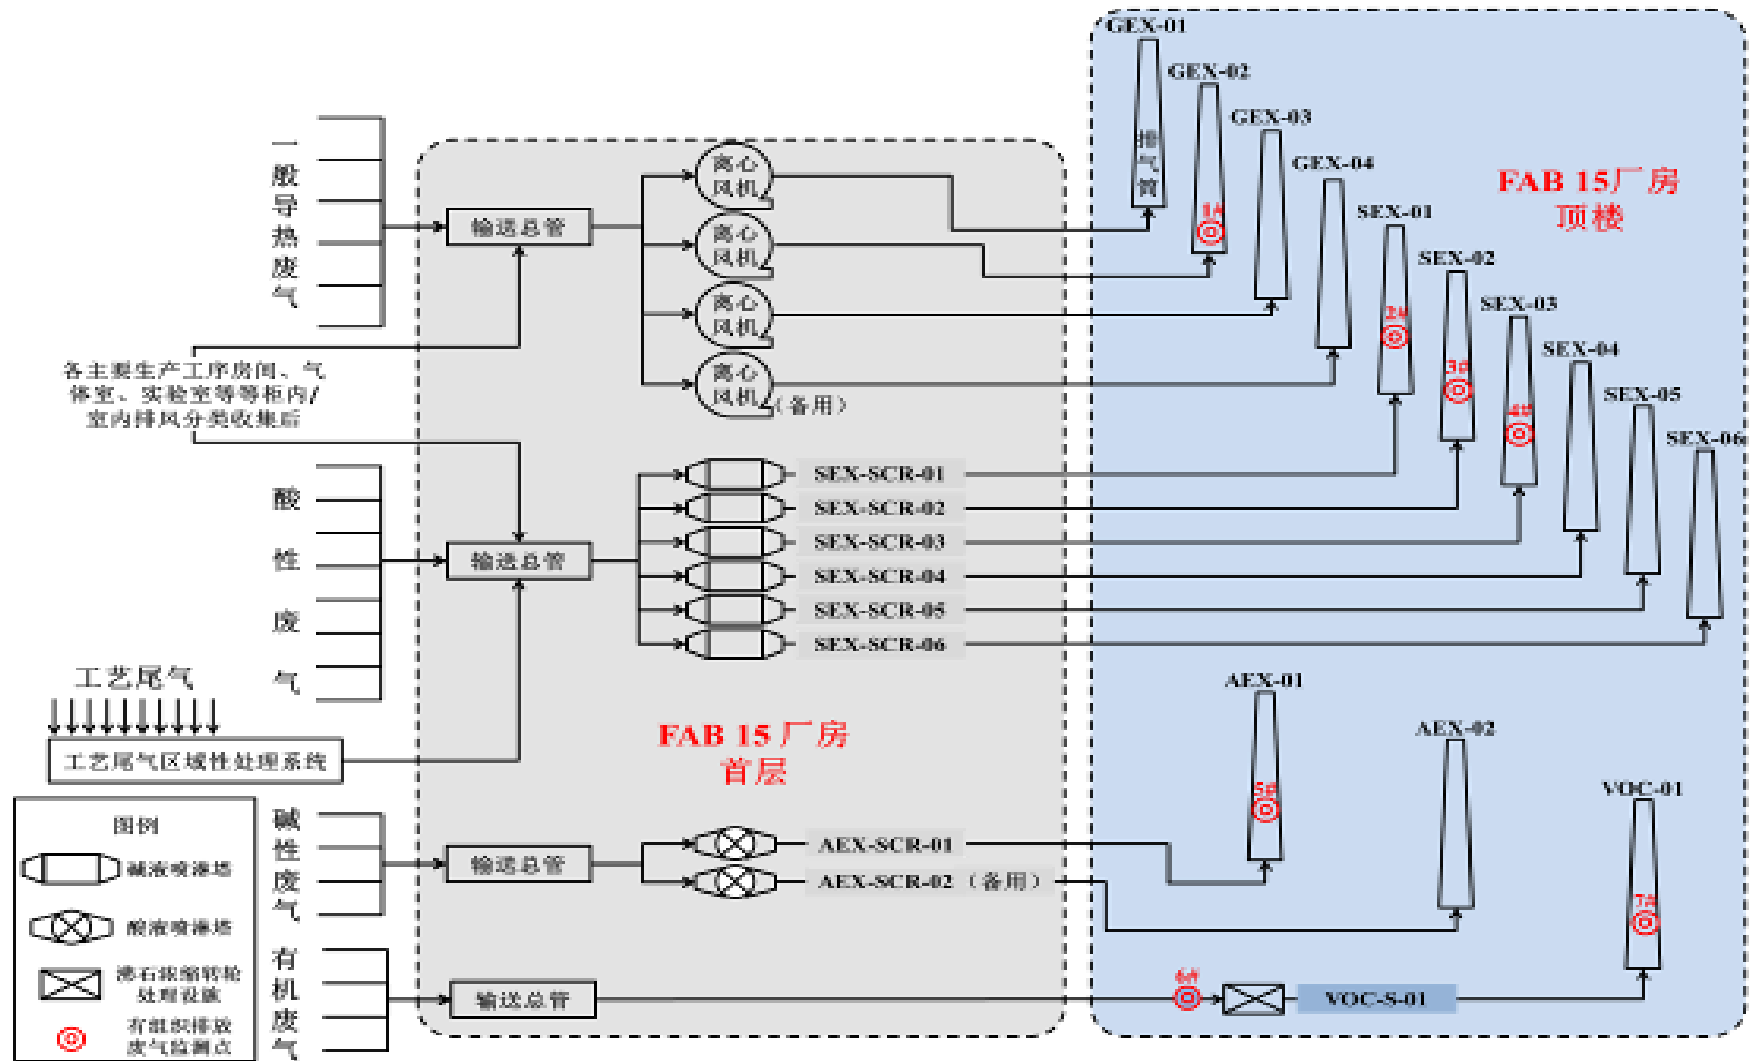 GEX-01
GEX-02
GEX-03
GEX-04
SEX-01
SEX-02
SEX-03
SEX-04
SEX-05
SEX-06
排气筒
FAB 15厂房
顶楼
1#
2#
3#
4#
一般导热废气
输送总管
离心
风机
离心
风机
离心
风机
离心
风机
(备用)
各主要生产工序房间、气
体室、实验室等等柜内/
室内排风分类收集后
酸性废气
输送总管
SEX-SCR-01
SEX-SCR-02
SEX-SCR-03
SEX-SCR-04
SEX-SCR-05
SEX-SCR-06
工艺尾气
工艺尾气区域性处理系统
FAB 15厂房
首层
AEX-01
AEX-02
VOC-01
5#
7#
碱性废气
输送总管
AEX-SCR-01
AEX-SCR-02（备用）
有机废气
输送总管
6#
VOC-S-01
图例
碱液喷淋塔
酸液喷淋塔
沸石浓缩转轮
处理设施
有组织排放
废气监测点